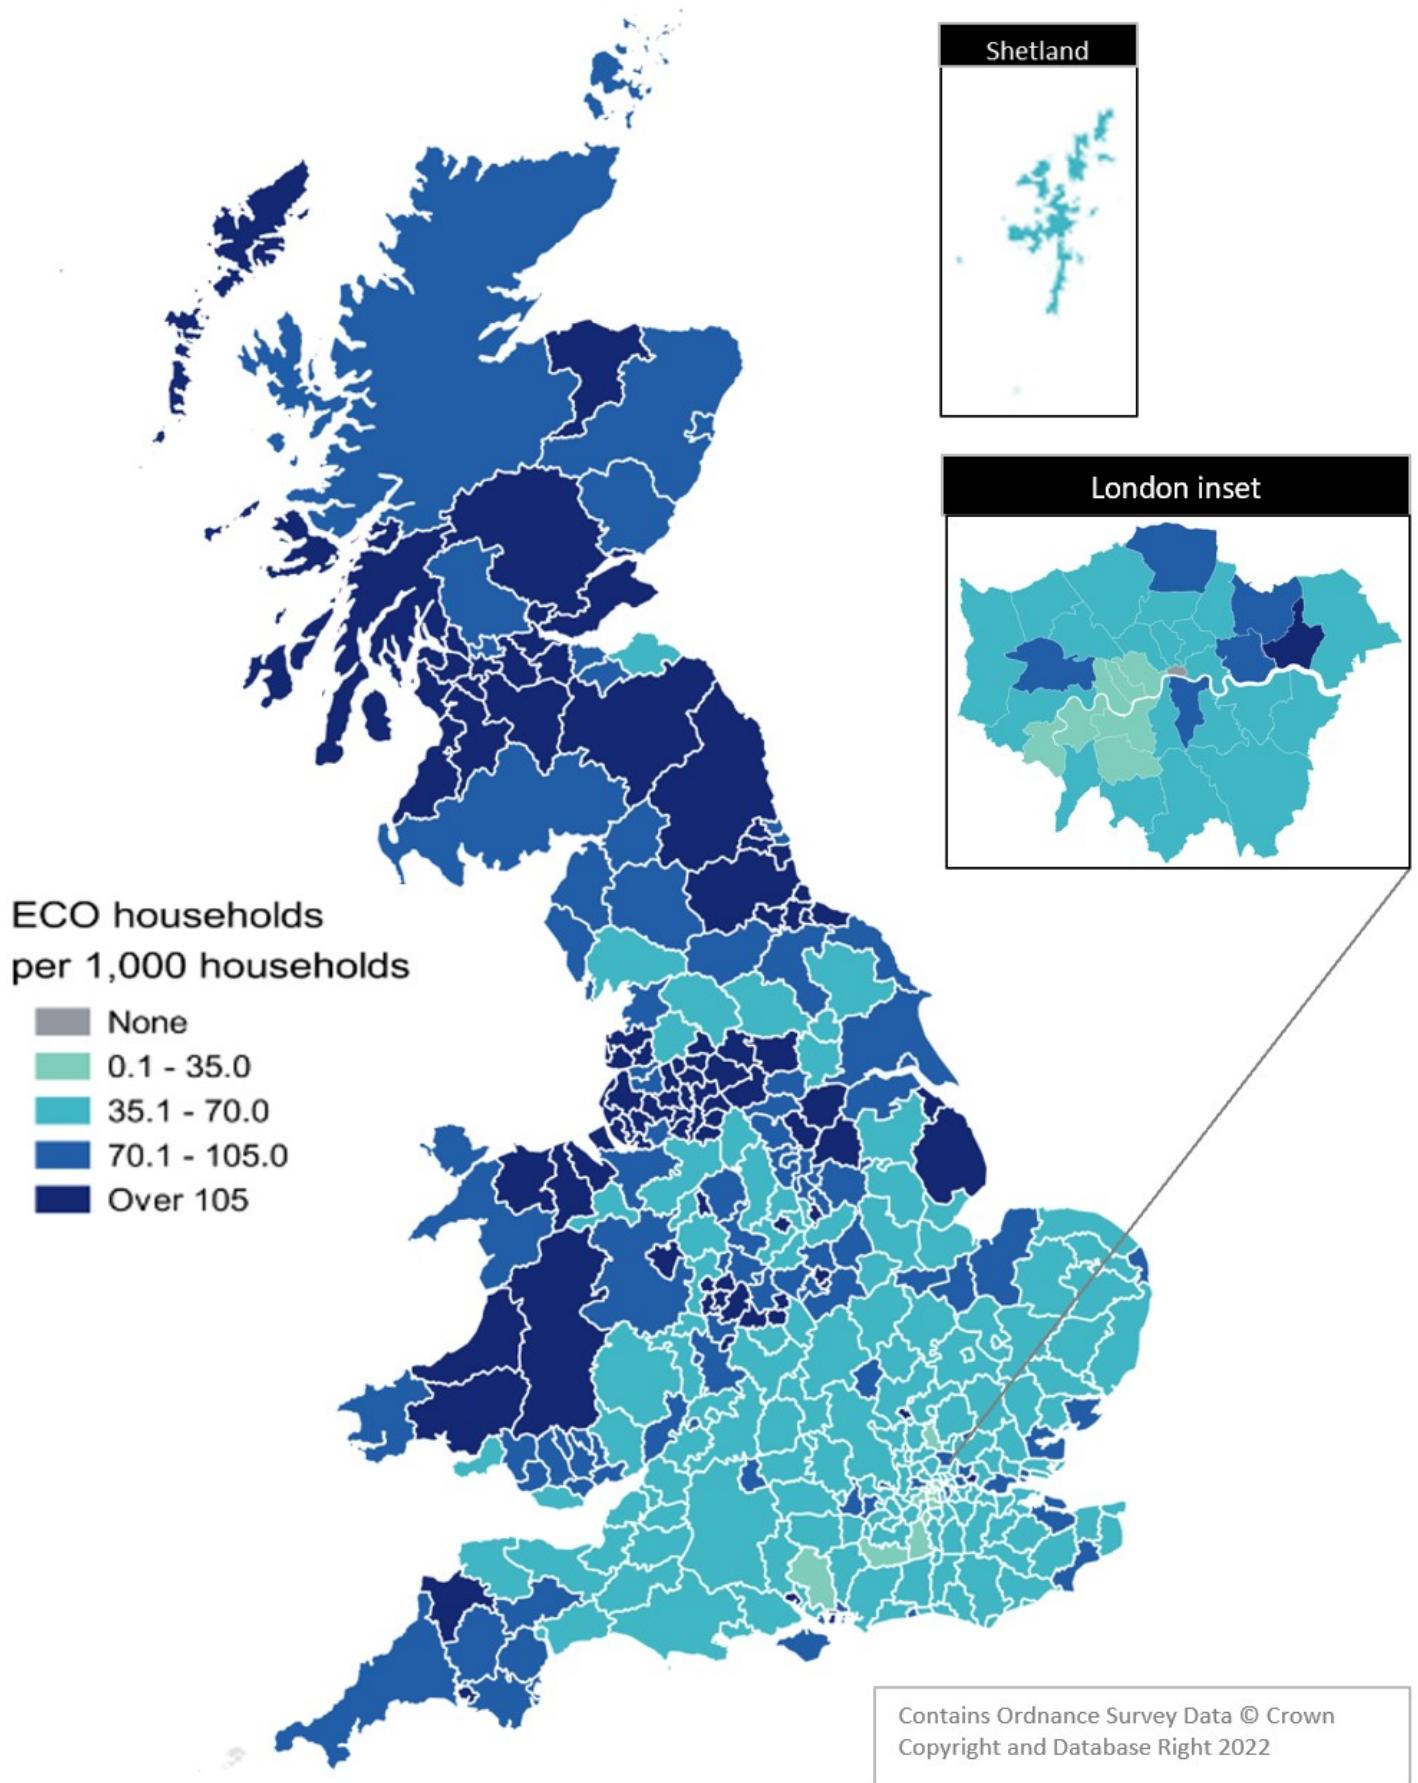 Shetland
London inset
ECO households
per 1,000 households
None
0.1 - 35.0
35.1 - 70.0
70.1 - 105.0
Over 105
Contains Ordnance Survey Data © Crown
Copyright and Database Right 2022